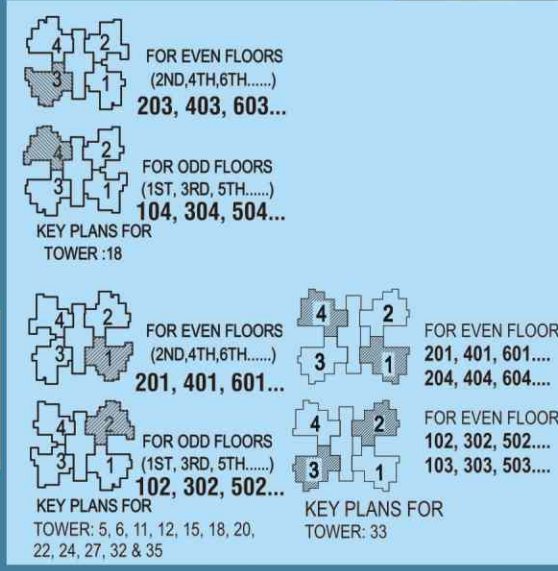 4 2
3 1
FOR EVEN FLOORS
(2ND,4TH,6TH......)
203, 403, 603...
4 2
3 1
FOR ODD FLOORS
(1ST, 3RD, 5TH......)
104, 304, 504...
KEY PLANS FOR
TOWER :18
4 2
3 1
FOR EVEN FLOORS
(2ND,4TH,6TH......)
201, 401, 601...
4 2
3 1
FOR ODD FLOORS
(1ST, 3RD, 5TH......)
102, 302, 502...
KEY PLANS FOR
TOWER: 5, 6, 11, 12, 15, 18, 20,
22, 24, 27, 32 & 35
4 2
3 1
FOR EVEN FLOOR
201, 401, 601....
204, 404, 604....
4 2
3 1
FOR EVEN FLOOR
102, 302, 502....
103, 303, 503....
KEY PLANS FOR
TOWER: 33